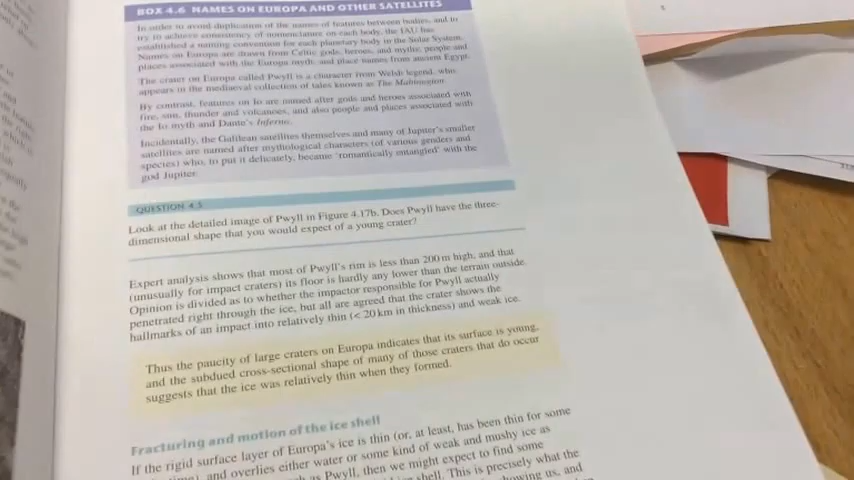 BOX 4.6 NAMES ON EUROPA AND OTHER SATELLITES
In order to avoid duplication of the names of features between bodies, and to
try to achieve consistency of nomenclature on each body, the IAU has
established a naming convention for each planetary body in the Solar System.
Names on Europa are drawn from Celtic gods, heroes, and myths, people and
places associated with the Europa myth, and place names from ancient Egypt.
The crater on Europa called Pwyll is a character from Welsh legend, who
appears in the mediaeval collection of tales known as The Mabinogion.
By contrast, features on Io are named after gods and heroes associated with
fire, sun, thunder and volcanoes, and also people and places associated with
the Io myth and Dante's Inferno.
Incidentally, the Galilean satellites themselves and many of Jupiter's smaller
satellites are named after mythological characters (of various genders and
species) who, to put it delicately, became 'romantically entangled' with the
god Jupiter.
QUESTION 4.5
Look at the detailed image of Pwyll in Figure 4.17b. Does Pwyll have the three-
dimensional shape that you would expect of a young crater?
Expert analysis shows that most of Pwyll's rim is less than 200 m high, and that
(unusually for impact craters) its floor is hardly any lower than the terrain outside.
Opinion is divided as to whether the impactor responsible for Pwyll actually
penetrated right through the ice, but all are agreed that the crater shows the
hallmarks of an impact into relatively thin (< 20 km in thickness) and weak ice.
Thus the paucity of large craters on Europa indicates that its surface is young,
and the subdued cross-sectional shape of many of those craters that do occur
suggests that the ice was relatively thin when they formed.
Fracturing and motion of the ice shell
If the rigid surface layer of Europa's ice is thin (or, at least, has been thin for some
time), and overlies either water or some kind of weak and mushy ice as
as Pwyll, then we might expect to find some
shell. This is precisely what the
showing us, and